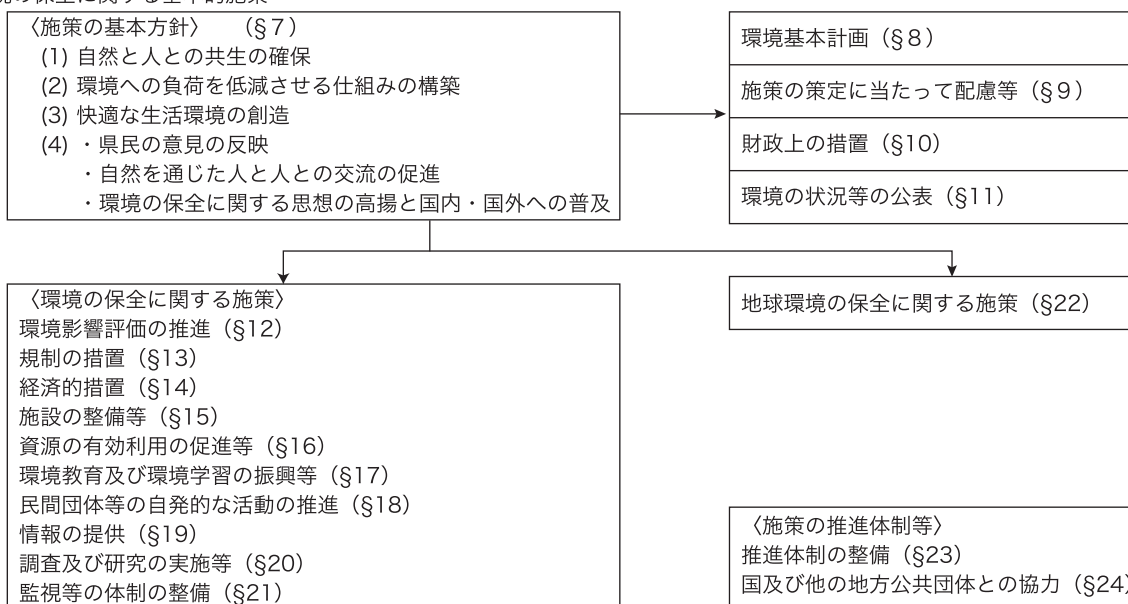 境の保全に関する基本的施策
〈施策の基本方針〉　（§７）
(1) 自然と人との共生の確保
(2) 環境への負荷を低減させる仕組みの構築
(3) 快適な生活環境の創造
(4) ・県民の意見の反映
・自然を通じた人と人との交流の促進
・環境の保全に関する思想の高揚と国内・国外への普及
環境基本計画（§８）
施策の策定に当たって配慮等（§９）
財政上の措置（§10）
環境の状況等の公表（§11）
〈環境の保全に関する施策〉
環境影響評価の推進（§12）
規制の措置（§13）
経済的措置（§14）
施設の整備等（§15）
資源の有効利用の促進等（§16）
環境教育及び環境学習の振興等（§17）
民間団体等の自発的な活動の推進（§18）
情報の提供（§19）
調査及び研究の実施等（§20）
監視等の体制の整備（§21）
地球環境の保全に関する施策（§22）
〈施策の推進体制等〉
推進体制の整備（§23）
国及び他の地方公共団体との協力（§24）